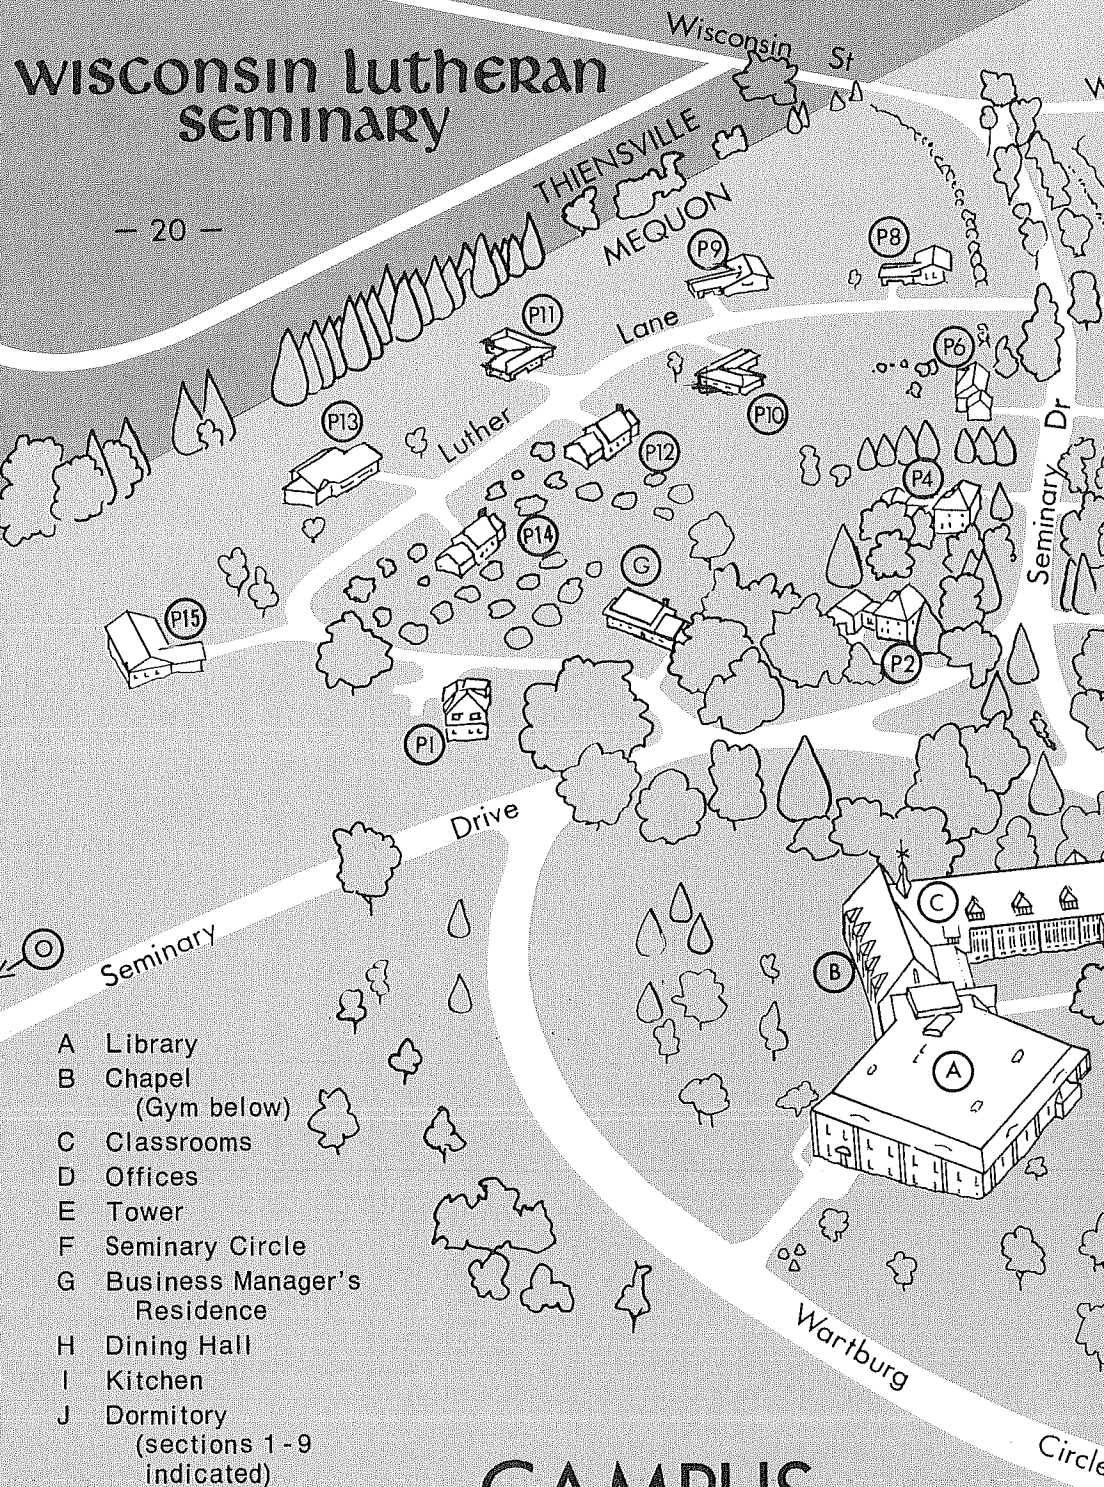 WISCONSIN LUTHERAN
SEMINARY
— 20 —
Wisconsin St
THIENSVILLE
MEQUON
P9
P8
P11
Lane
P6
P10
P13
Luther
P12
Dr
P4
P14
Seminary
G
P15
P2
P1
Drive
C
Seminary
O
B
A
A Library
B Chapel
(Gym below)
C Classrooms
D Offices
E Tower
F Seminary Circle
G Business Manager's
Residence
H Dining Hall
I Kitchen
J Dormitory
(sections 1-9
indicated)
Wartburg
Circle
CAMPUS